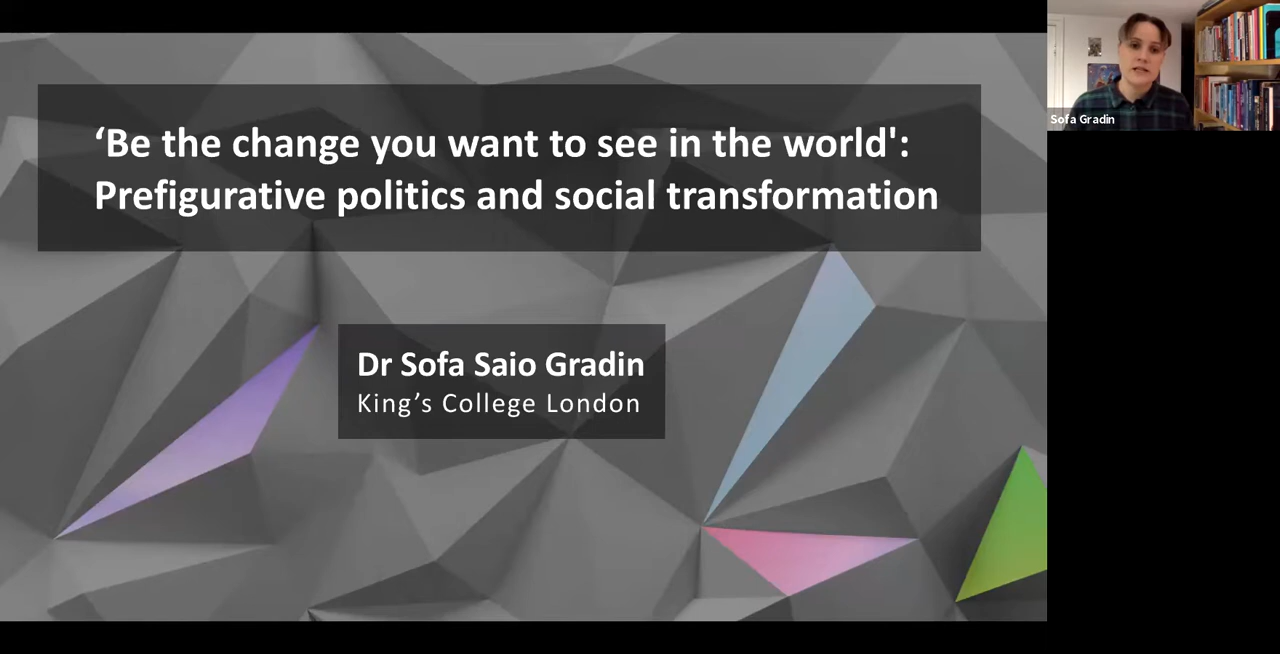 ‘Be the change you want to see in the world':
Prefigurative politics and social transformation
Dr Sofa Saio Gradin
King’s College London
Sofa Gradin